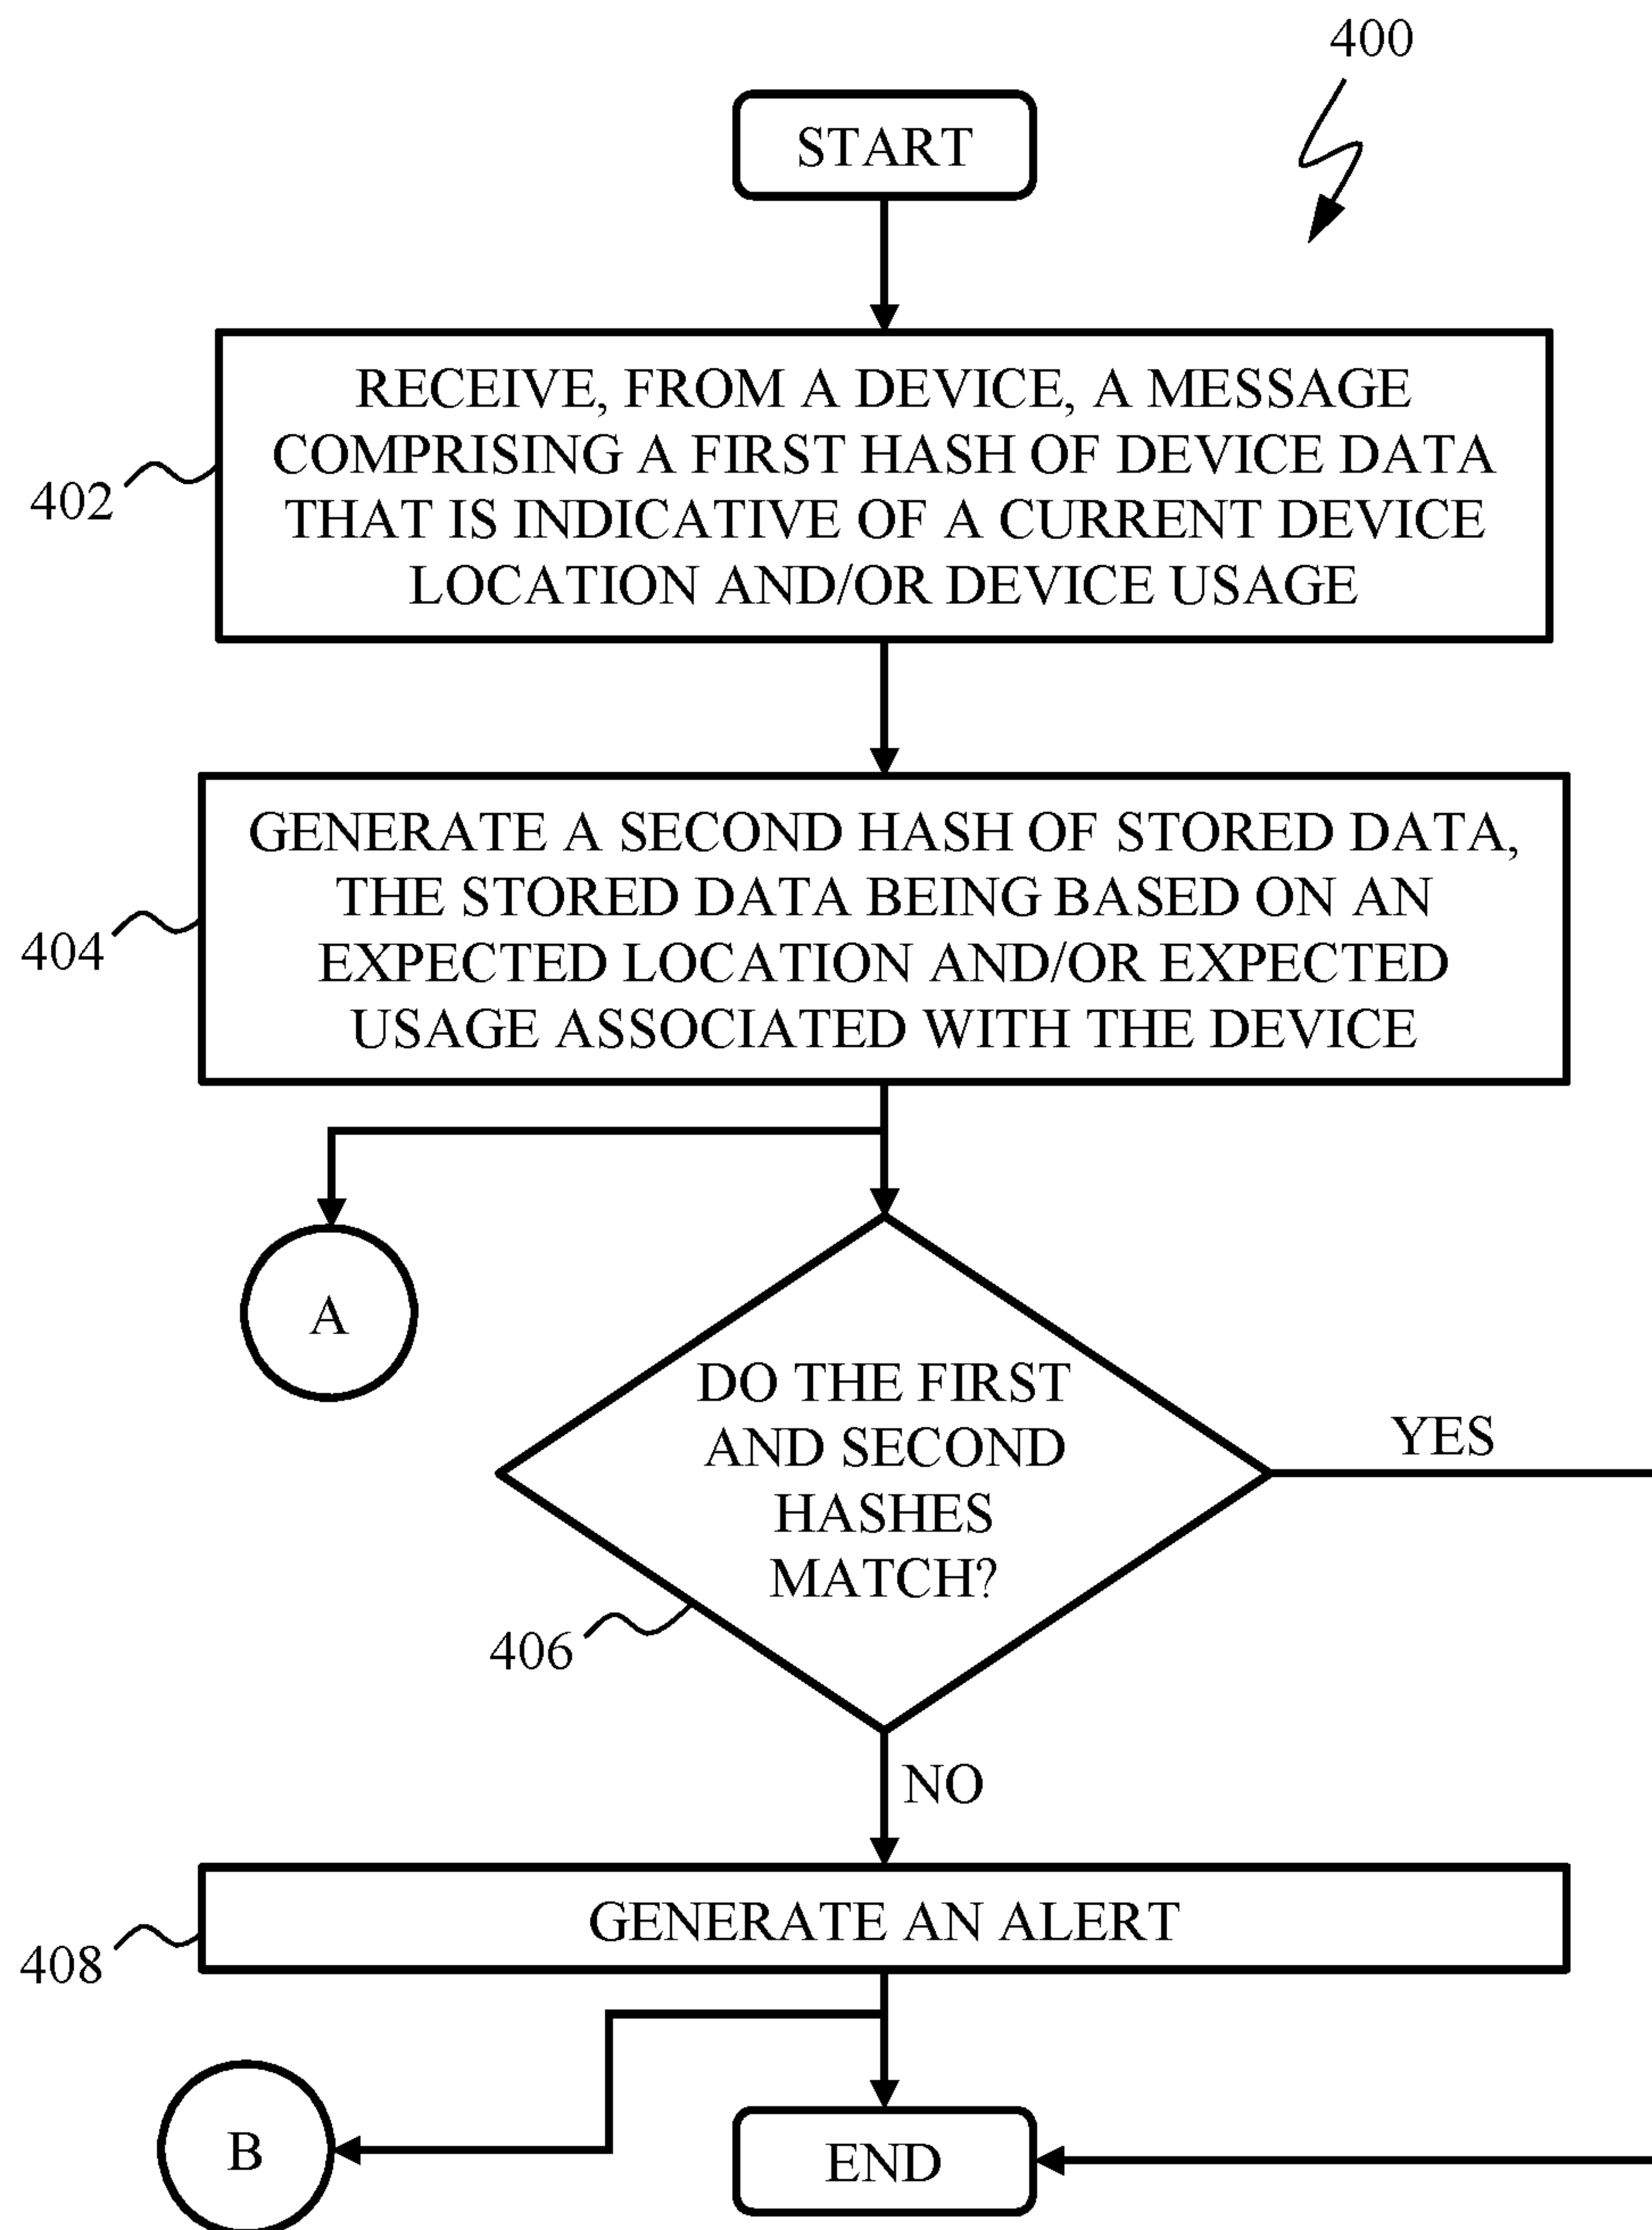 400
START
RECEIVE, FROM A DEVICE, A MESSAGE
COMPRISING A FIRST HASH OF DEVICE DATA
THAT IS INDICATIVE OF A CURRENT DEVICE
LOCATION AND/OR DEVICE USAGE
402
GENERATE A SECOND HASH OF STORED DATA,
THE STORED DATA BEING BASED ON AN
EXPECTED LOCATION AND/OR EXPECTED
USAGE ASSOCIATED WITH THE DEVICE
404
A
DO THE FIRST
AND SECOND
HASHES
MATCH?
YES
406
NO
GENERATE AN ALERT
408
B
END